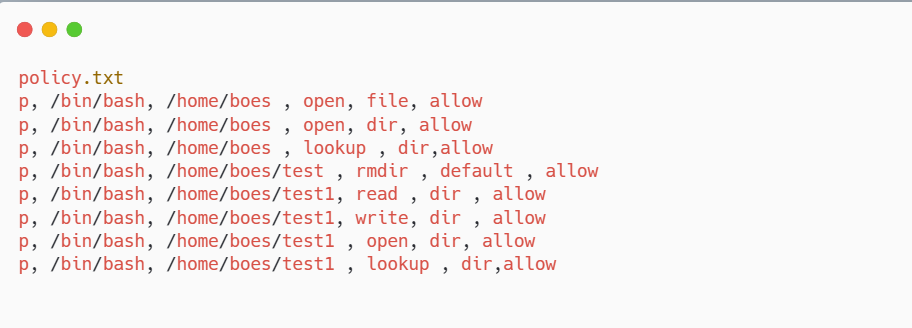 policy.txt
p, /bin/bash, /home/boes , open, file, allow
p, /bin/bash, /home/boes , open, dir, allow
p, /bin/bash, /home/boes , lookup , dir,allow
p, /bin/bash, /home/boes/test , rmdir , default , allow
p, /bin/bash, /home/boes/test1, read , dir , allow
p, /bin/bash, /home/boes/test1, write, dir , allow
p, /bin/bash, /home/boes/test1 , open, dir, allow
p, /bin/bash, /home/boes/test1 , lookup , dir,allow